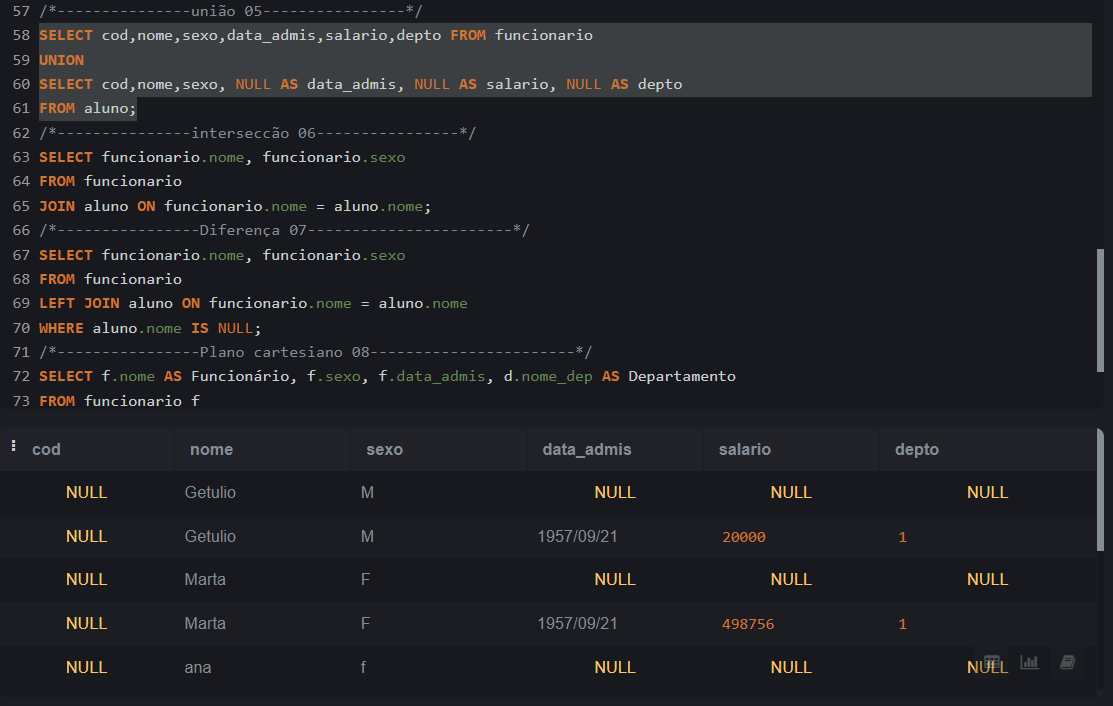 57 /*---------------união 05----------------*/
58 SELECT cod,nome,sexo,data_admis,salario,depto FROM funcionario
59 UNION
60 SELECT cod,nome,sexo, NULL AS data_admis, NULL AS salario, NULL AS depto
61 FROM aluno;
62 /*---------------interseccão 06----------------*/
63 SELECT funcionario.nome, funcionario.sexo
64 FROM funcionario
65 JOIN aluno ON funcionario.nome = aluno.nome;
66 /*----------------Diferença 07-----------------------*/
67 SELECT funcionario.nome, funcionario.sexo
68 FROM funcionario
69 LEFT JOIN aluno ON funcionario.nome = aluno.nome
70 WHERE aluno.nome IS NULL;
71 /*----------------Plano cartesiano 08-----------------------*/
72 SELECT f.nome AS Funcionário, f.sexo, f.data_admis, d.nome_dep AS Departamento
73 FROM funcionario f
cod nome sexo data_admis salario depto
NULL Getulio M NULL NULL NULL
NULL Getulio M 1957/09/21 20000 1
NULL Marta F NULL NULL NULL
NULL Marta F 1957/09/21 498756 1
NULL ana f NULL NULL NULL